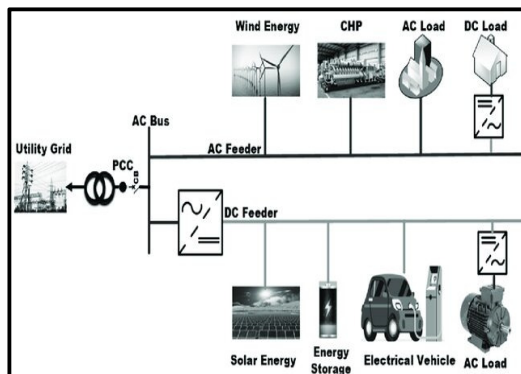 Wind Energy
CHP
AC Load
DC Load
AC Bus
Utility Grid
PCC
CB
AC Feeder
DC Feeder
Solar Energy
Energy
Storage
Electrical Vehicle
AC Load